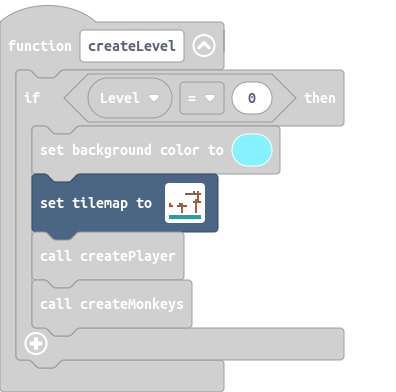 function createLevel
if Level = 0 then
set background color to
set tilemap to
call createPlayer
call createMonkeys